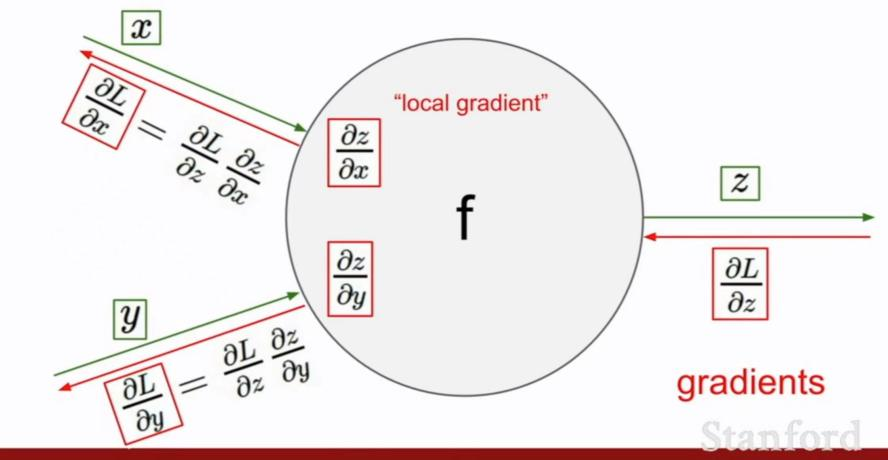 x
∂L/∂x = ∂L/∂z ∂z/∂x
“local gradient”
∂z/∂x
f
z
∂L/∂z
∂z/∂y
y
∂L/∂y = ∂L/∂z ∂z/∂y
gradients
Stanford